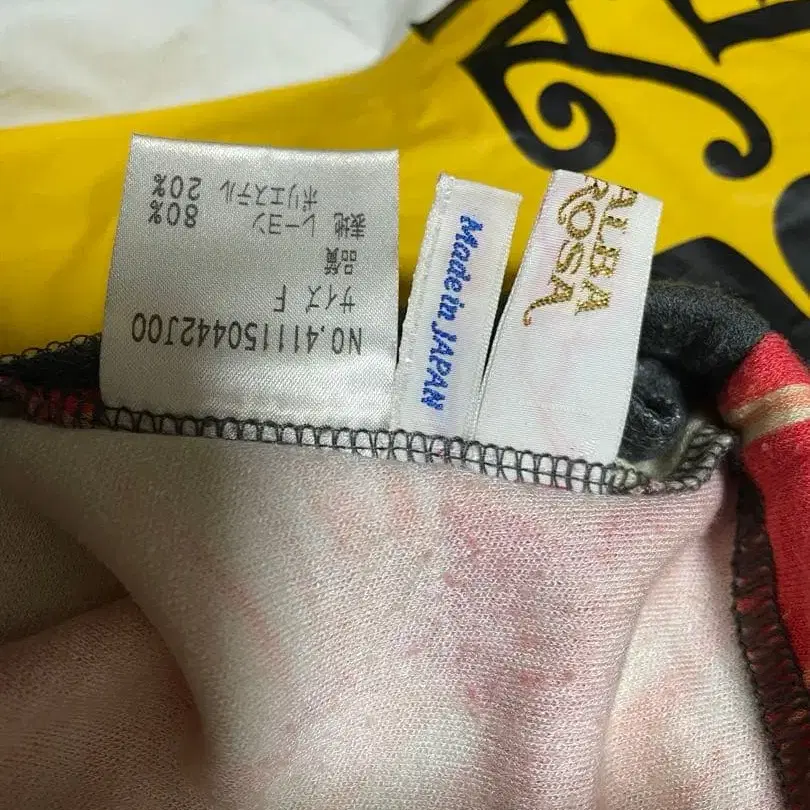 NO.411150442J00
サイズ F
品質
表地 レーヨン 80%
ポリエステル 20%
Made in JAPAN
ALBA
ROSA